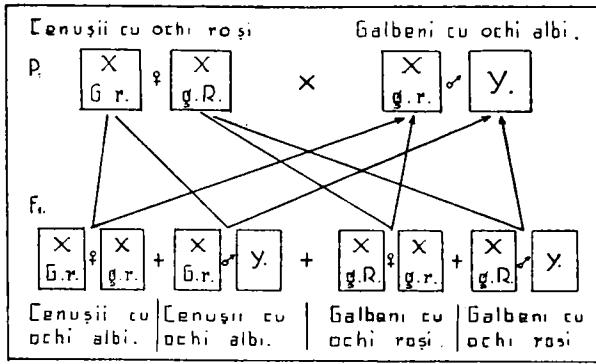 Cenușii cu ochi roși Galbeni cu ochi albi.
P. X G r. ♀ X g.R. × X g.r. ♂ Y.
F₁.
X G.r. ♀ X g.r. + X G.r. ♂ Y. + X g.R. ♀ X g.r. + X g.R. ♂ Y.
Cenușii cu Cenușii cu Galbeni cu Galbeni cu
ochi albi. ochi albi. ochi roși. ochi roși